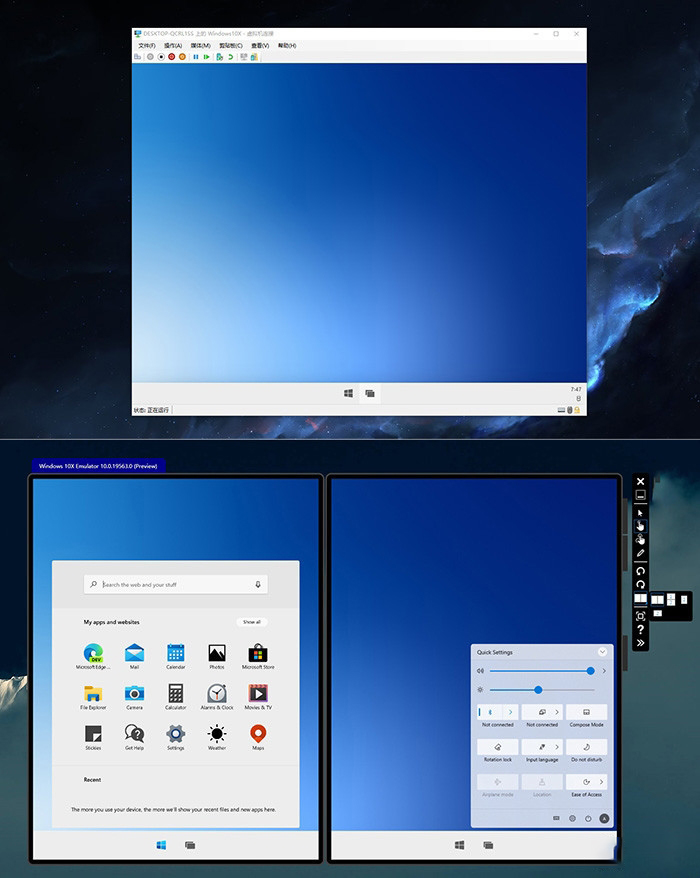 DESKTOP-QCRL1SS 上的 Windows10X - 虚拟机连接
文件(F) 操作(A) 媒体(M) 剪贴板(C) 查看(V) 帮助(H)
7:47
状态: 正在运行
Windows 10X Emulator 10.0.19563.0 (Preview)
Search the web and your stuff
My apps and websites
Show all
Microsoft Edge ...
Mail
Calendar
Photos
Microsoft Store
File Explorer
Camera
Calculator
Alarms & Clock
Movies & TV
Stickies
Get Help
Settings
Weather
Maps
Recent
The more you use your device, the more we'll show your recent files and new apps here.
Quick Settings
Not connected
Not connected
Compose Mode
Rotation lock
Input language
Do not disturb
Airplane mode
Location
Ease of Access